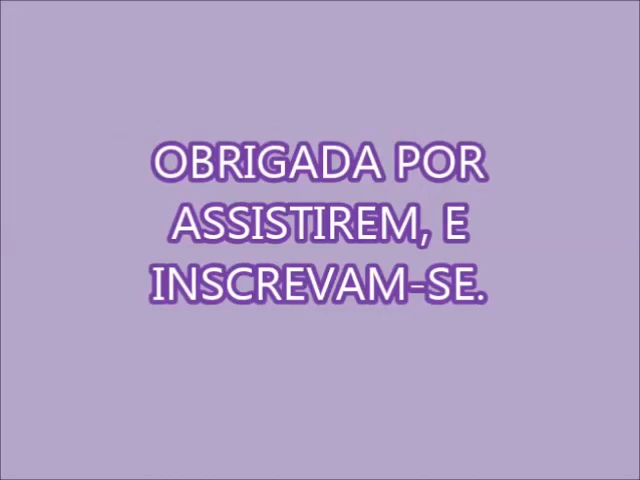 OBRIGADA POR
ASSISTIREM, E
INSCREVAM-SE.